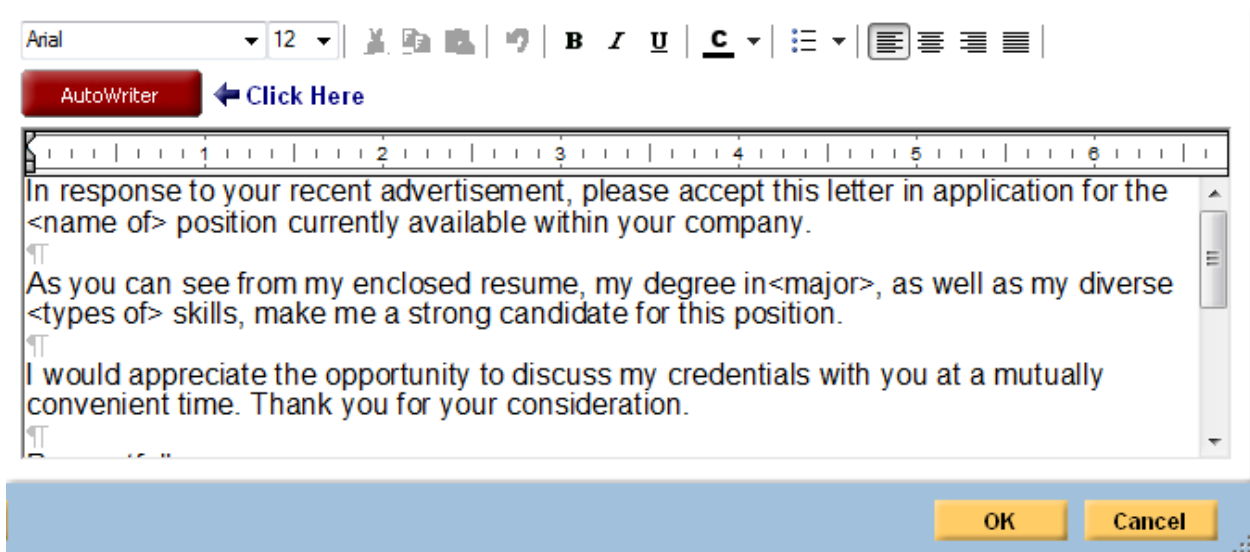 Arial 12 B I U C
AutoWriter Click Here
1 2 3 4 5 6
In response to your recent advertisement, please accept this letter in application for the
<name of> position currently available within your company.
¶
As you can see from my enclosed resume, my degree in<major>, as well as my diverse
<types of> skills, make me a strong candidate for this position.
¶
I would appreciate the opportunity to discuss my credentials with you at a mutually
convenient time. Thank you for your consideration.
¶
OK Cancel